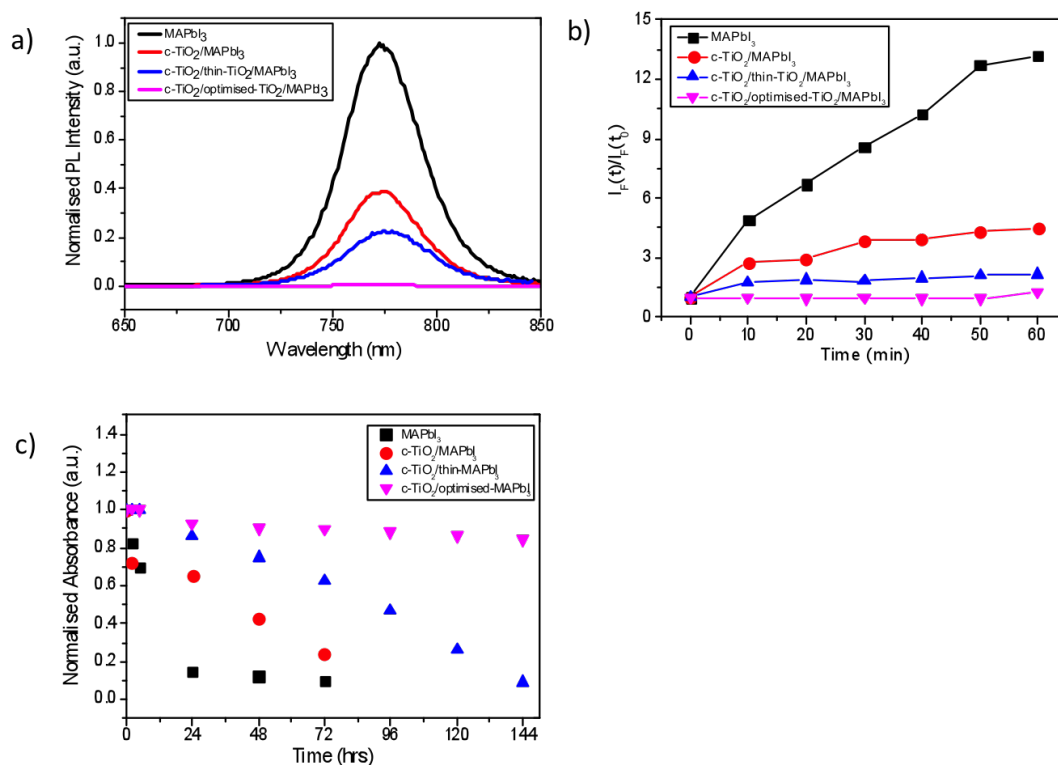 a)
MAPbI3
c-TiO2/MAPbI3
c-TiO2/thin-TiO2/MAPbI3
c-TiO2/optimised-TiO2/MAPbI3
Normalised PL Intensity (a.u.)
1.0
0.8
0.6
0.4
0.2
0.0
650 700 750 800 850
Wavelength (nm)
b)
MAPbI3
c-TiO2/MAPbI3
c-TiO2/thin-TiO2/MAPbI3
c-TiO2/optimised-TiO2/MAPbI3
IF(t)/IF(t0)
15
12
9
6
3
0
0 10 20 30 40 50 60
Time (min)
c)
MAPbI3
c-TiO2/MAPbI3
c-TiO2/thin-MAPbI3
c-TiO2/optimised-MAPbI3
Normalised Absorbance (a.u.)
1.4
1.2
1.0
0.8
0.6
0.4
0.2
0.0
0 24 48 72 96 120 144
Time (hrs)